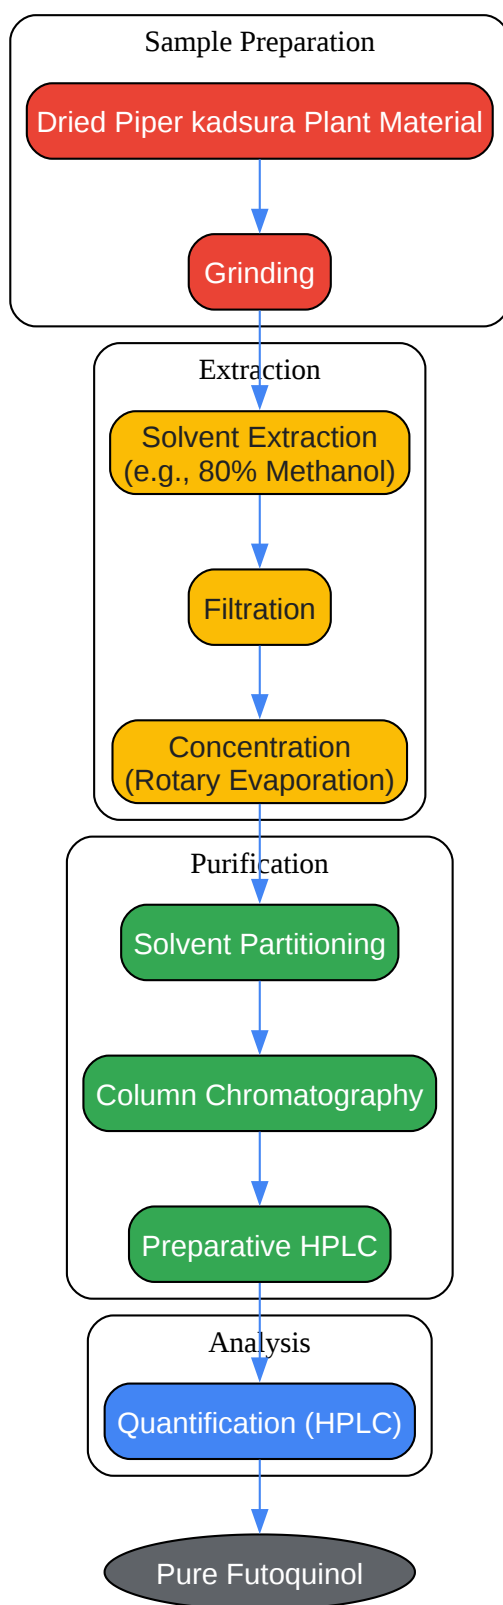 Sample Preparation
Dried Piper kadsura Plant Material
Grinding
Extraction
Solvent Extraction
(e.g., 80% Methanol)
Filtration
Concentration
(Rotary Evaporation)
Purification
Solvent Partitioning
Column Chromatography
Preparative HPLC
Analysis
Quantification (HPLC)
Pure Futoquinol